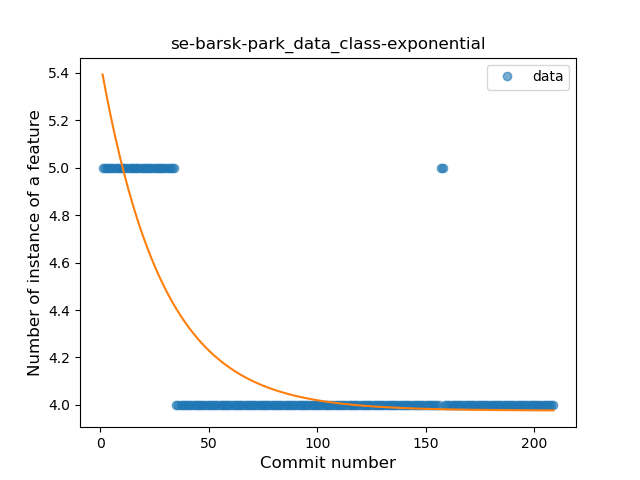 se-barsk-park_data_class-exponential
data
Number of instance of a feature
5.4
5.2
5.0
4.8
4.6
4.4
4.2
4.0
0 50 100 150 200
Commit number